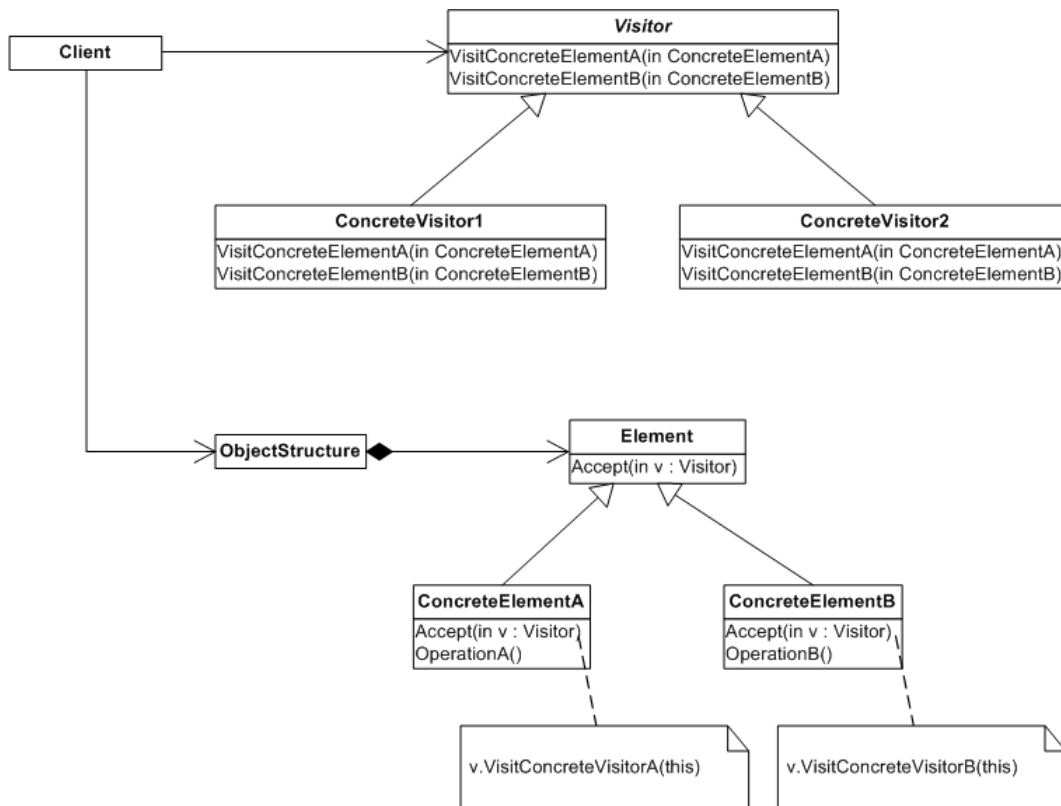 Client
Visitor
VisitConcreteElementA(in ConcreteElementA)
VisitConcreteElementB(in ConcreteElementB)
ConcreteVisitor1
VisitConcreteElementA(in ConcreteElementA)
VisitConcreteElementB(in ConcreteElementB)
ConcreteVisitor2
VisitConcreteElementA(in ConcreteElementA)
VisitConcreteElementB(in ConcreteElementB)
ObjectStructure
Element
Accept(in v : Visitor)
ConcreteElementA
Accept(in v : Visitor)
OperationA()
ConcreteElementB
Accept(in v : Visitor)
OperationB()
v.VisitConcreteVisitorA(this)
v.VisitConcreteVisitorB(this)